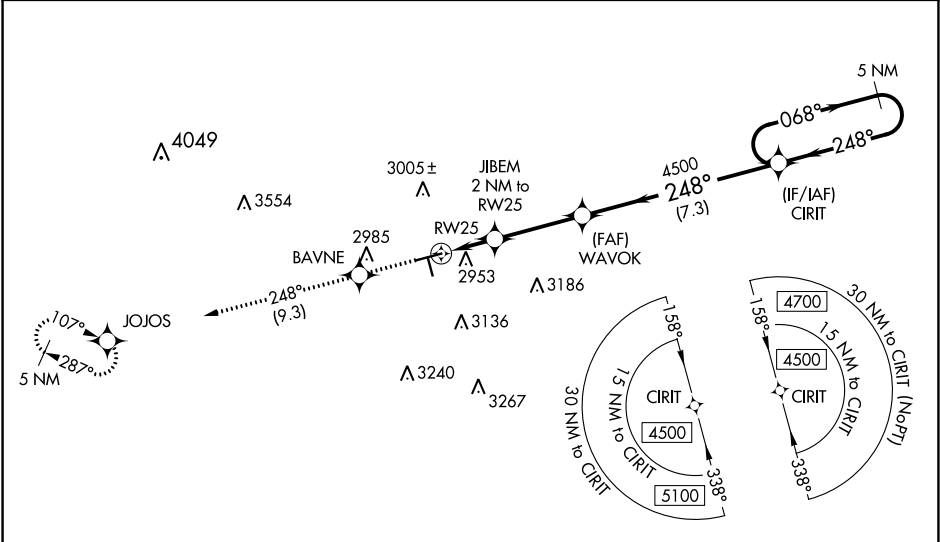 5 NM
068°
248°
(IF/IAF)
CIRIT
4500
248°
(7.3)
(FAF)
WAVOK
JIBEM
2 NM to
RW25
RW25
3005 ±
4049
3554
2985
2953
3186
3136
3240
3267
BAVNE
248°
(9.3)
JOJOS
107°
287°
5 NM
158°
CIRIT
4500
5100
338°
15 NM to CIRIT
30 NM to CIRIT
158°
4700
4500
CIRIT
338°
15 NM to CIRIT
30 NM to CIRIT (NoPT)